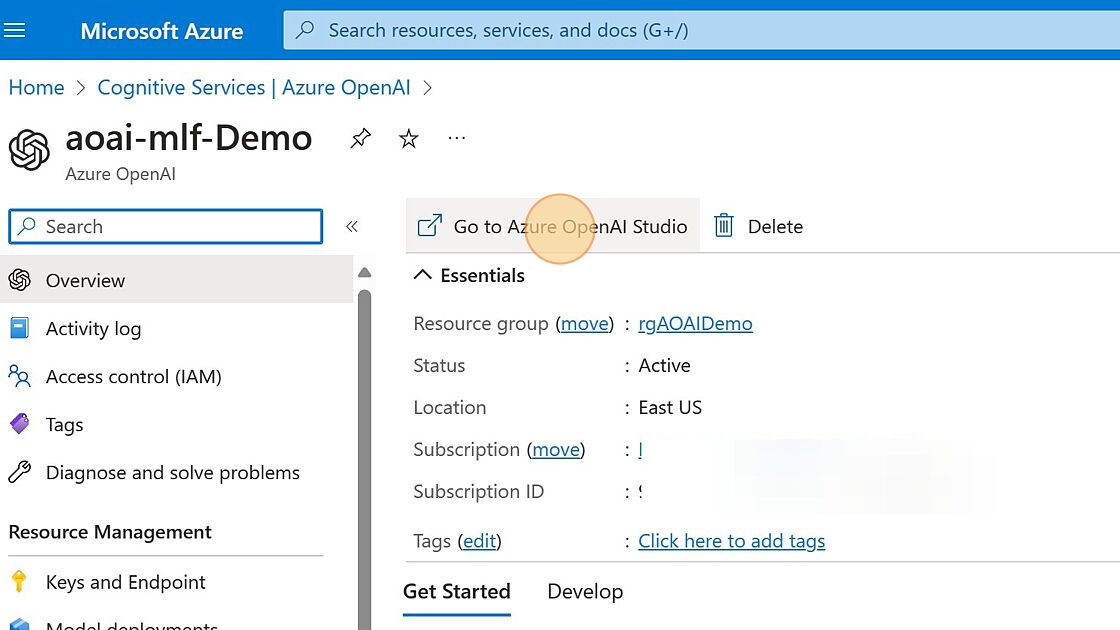 Microsoft Azure
Search resources, services, and docs (G+/)
Home > Cognitive Services | Azure OpenAI >
aoai-mlf-Demo
Azure OpenAI
Search
Overview
Activity log
Access control (IAM)
Tags
Diagnose and solve problems
Resource Management
Keys and Endpoint
Model deployments
Go to Azure OpenAI Studio
Delete
Essentials
Resource group (move) : rgAOAIDemo
Status : Active
Location : East US
Subscription (move) :
Subscription ID :
Tags (edit) : Click here to add tags
Get Started
Develop